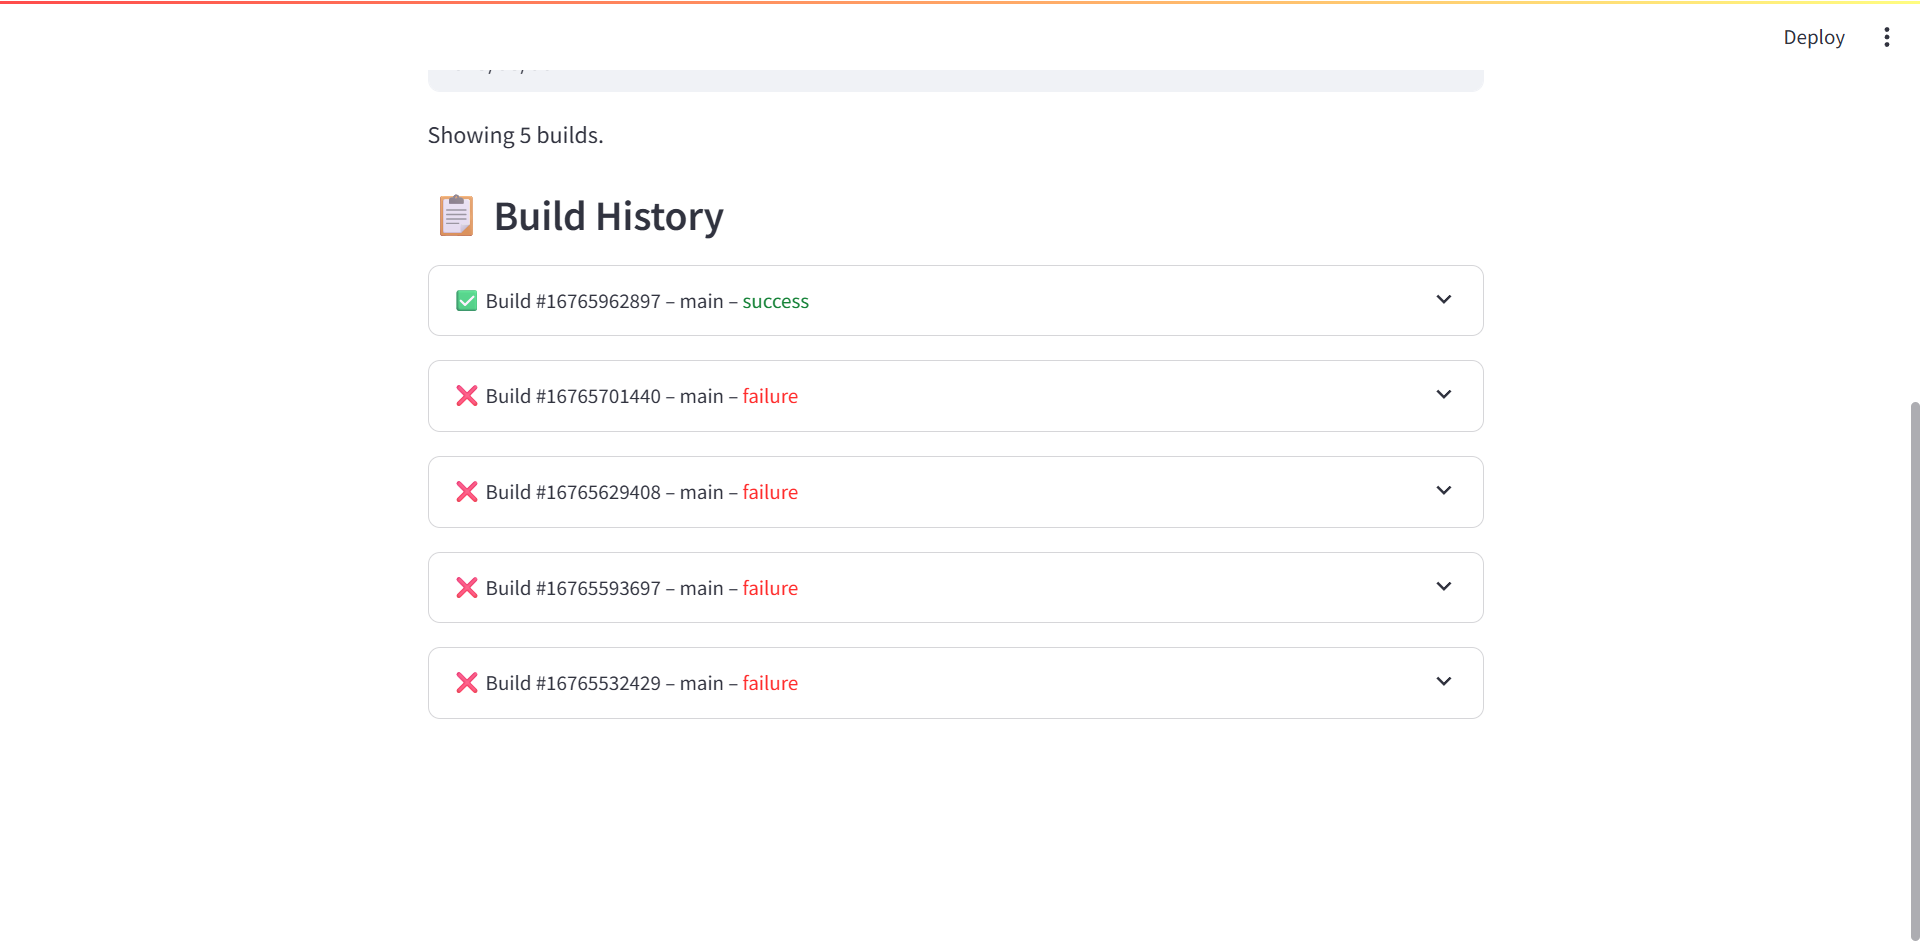 Deploy
Showing 5 builds.
📋 Build History
✅ Build #16765962897 – main – success
❌ Build #16765701440 – main – failure
❌ Build #16765629408 – main – failure
❌ Build #16765593697 – main – failure
❌ Build #16765532429 – main – failure